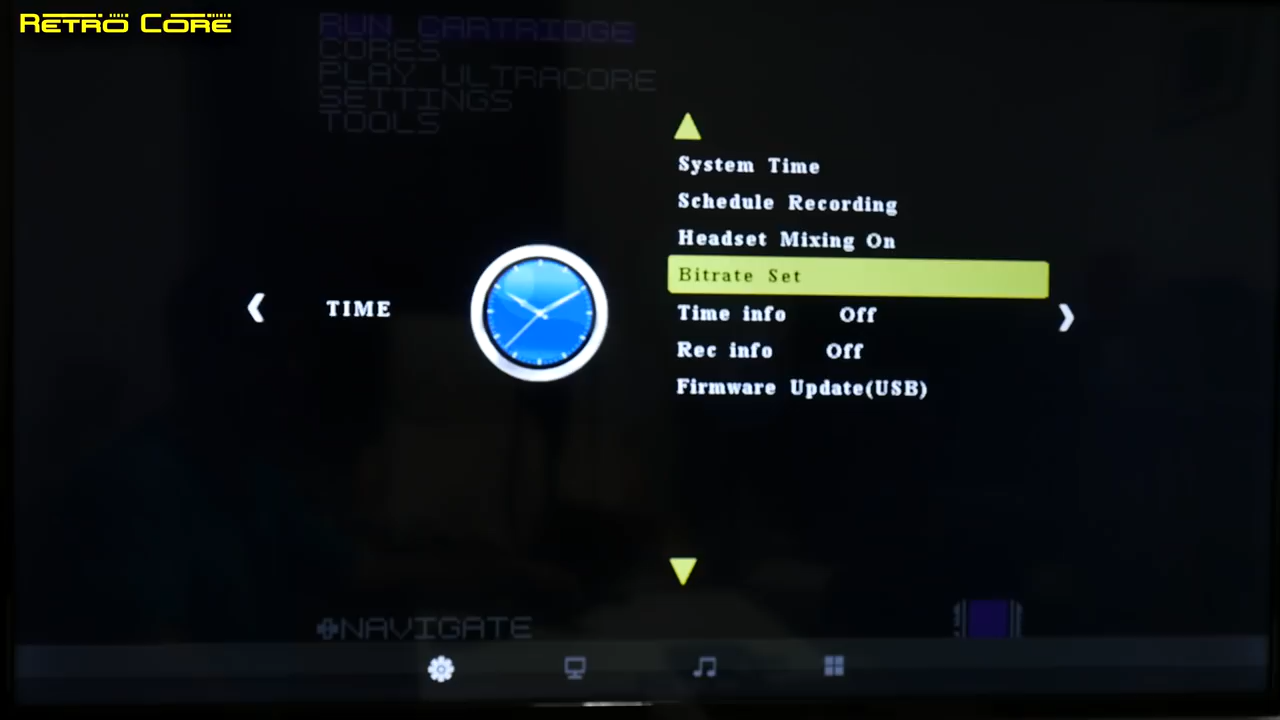 RETRO CORE
RUN CARTRIDGE
CORES
PLAY ULTRACORE
SETTINGS
TOOLS
System Time
Schedule Recording
Headset Mixing On
Bitrate Set
TIME
Time info Off
Rec info Off
Firmware Update(USB)
NAVIGATE